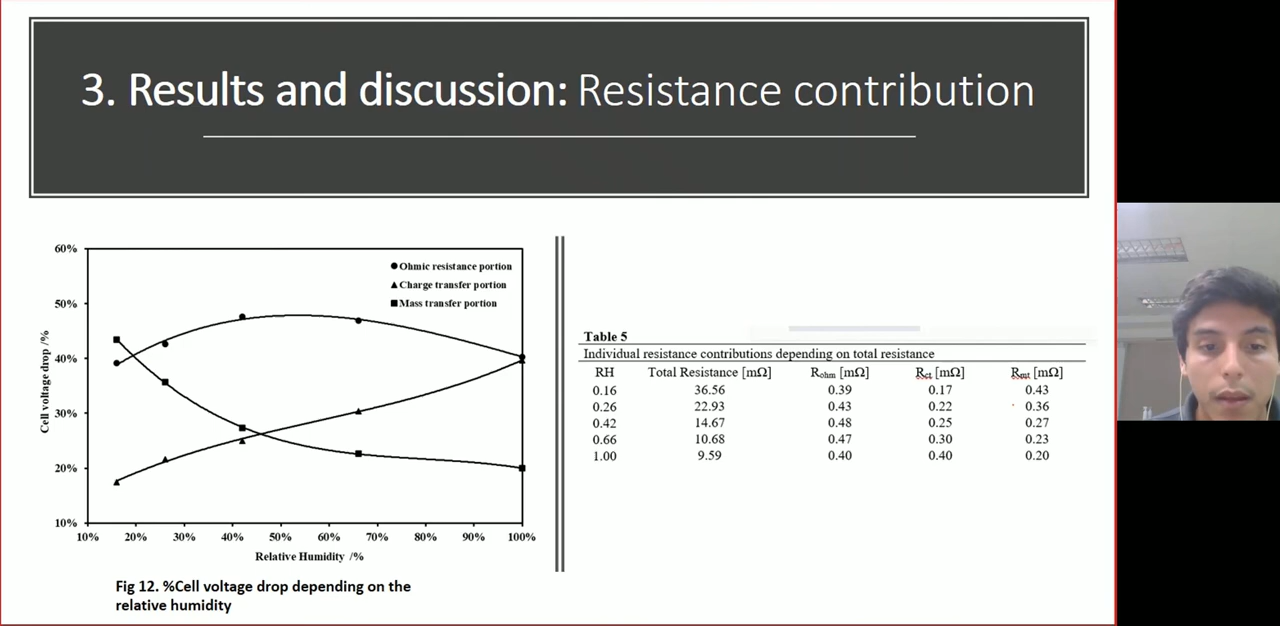 3. Results and discussion: Resistance contribution
60%
50%
40%
30%
20%
10%
Cell voltage drop /%
Ohmic resistance portion
Charge transfer portion
Mass transfer portion
10% 20% 30% 40% 50% 60% 70% 80% 90% 100%
Relative Humidity /%
Fig 12. %Cell voltage drop depending on the
relative humidity
Table 5
Individual resistance contributions depending on total resistance
RH Total Resistance [mΩ] Rohm [mΩ] Rct [mΩ] Rmt [mΩ]
0.16 36.56 0.39 0.17 0.43
0.26 22.93 0.43 0.22 0.36
0.42 14.67 0.48 0.25 0.27
0.66 10.68 0.47 0.30 0.23
1.00 9.59 0.40 0.40 0.20